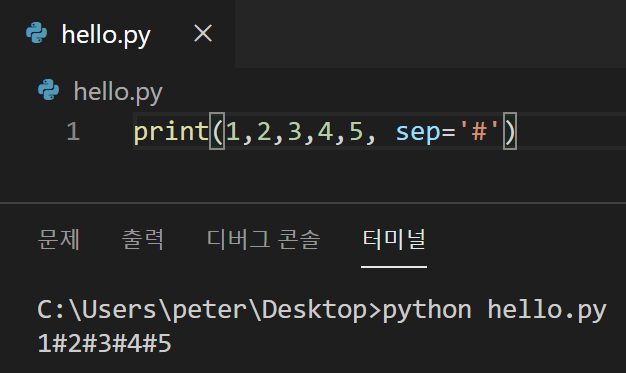 hello.py
hello.py
1 print(1,2,3,4,5, sep='#')
문제 출력 디버그 콘솔 터미널
C:\Users\peter\Desktop>python hello.py
1#2#3#4#5